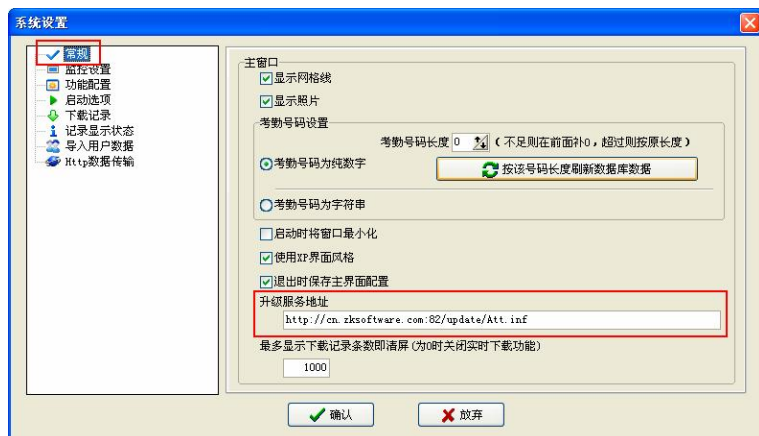 系统设置
常规
监控设置
功能配置
启动选项
下载记录
记录显示状态
导入用户数据
Http数据传输
主窗口
显示网格线
显示照片
考勤号码设置
考勤号码长度 0 (不足则在前面补0,超过则按原长度)
考勤号码为纯数字
按该号码长度刷新数据库数据
考勤号码为字符串
启动时将窗口最小化
使用XP界面风格
退出时保存主界面配置
升级服务地址
http://cn.zksoftware.com:82/update/Att.inf
最多显示下载记录条数即清屏(为0时关闭实时下载功能)
1000
确认
放弃